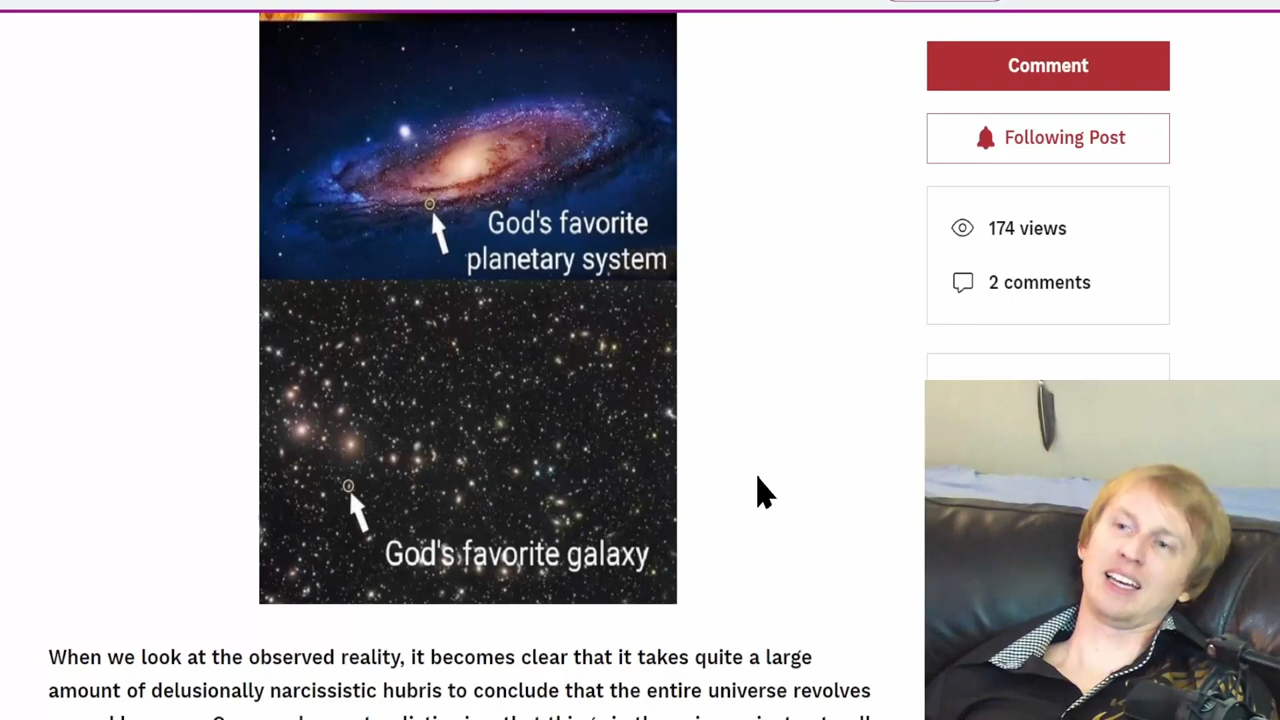 Comment
God's favorite
planetary system
Following Post
174 views
2 comments
God's favorite galaxy
When we look at the observed reality, it becomes clear that it takes quite a large
amount of delusionally narcissistic hubris to conclude that the entire universe revolves